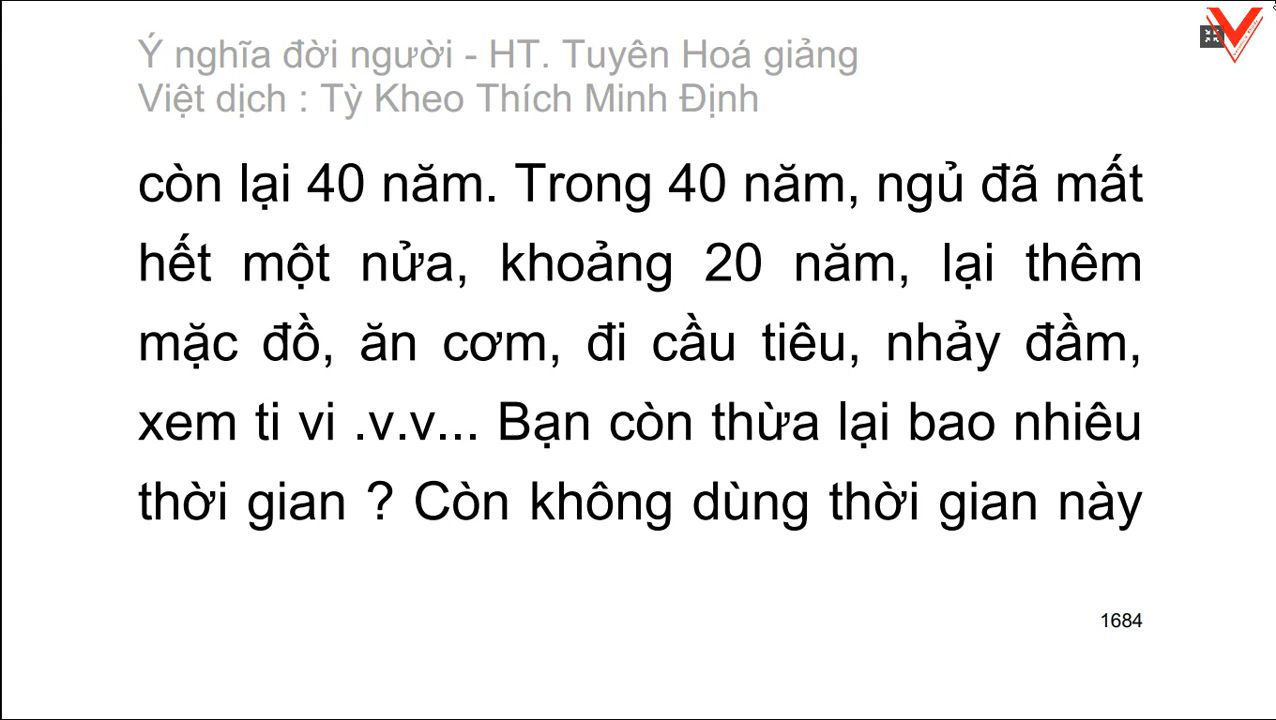 Ý nghĩa đời người - HT. Tuyên Hoá giảng
Việt dịch : Tỳ Kheo Thích Minh Định
còn lại 40 năm. Trong 40 năm, ngủ đã mất
hết một nửa, khoảng 20 năm, lại thêm
mặc đồ, ăn cơm, đi cầu tiêu, nhảy đầm,
xem ti vi .v.v... Bạn còn thừa lại bao nhiêu
thời gian ? Còn không dùng thời gian này
1684